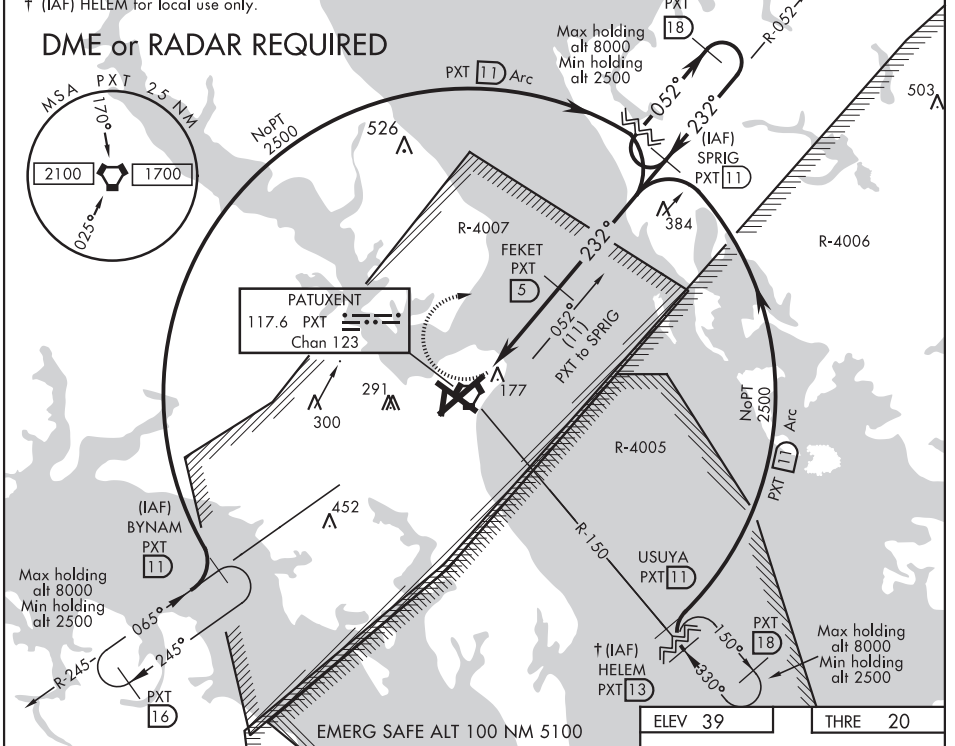 † (IAF) HELEM for local use only.
DME or RADAR REQUIRED
MSA PXT 25 NM
170°
2100
1700
025°
NoPT
2500
PXT 11 Arc
526
Max holding
alt 8000
Min holding
alt 2500
PXT
18
R-052
052°
232°
(IAF)
SPRIG
PXT 11
503
384
R-4006
R-4007
FEKET
PXT
5
232°
052°
(11)
PXT to SPRIG
PATUXENT
117.6 PXT
Chan 123
177
291
300
NoPT
2500
PXT 11 Arc
R-4005
452
(IAF)
BYNAM
PXT
11
R-150
USUYA
PXT 11
Max holding
alt 8000
Min holding
alt 2500
065°
245°
R-245
PXT
16
150°
330°
PXT
18
Max holding
alt 8000
Min holding
alt 2500
† (IAF)
HELEM
PXT 13
EMERG SAFE ALT 100 NM 5100
ELEV 39
THRE 20